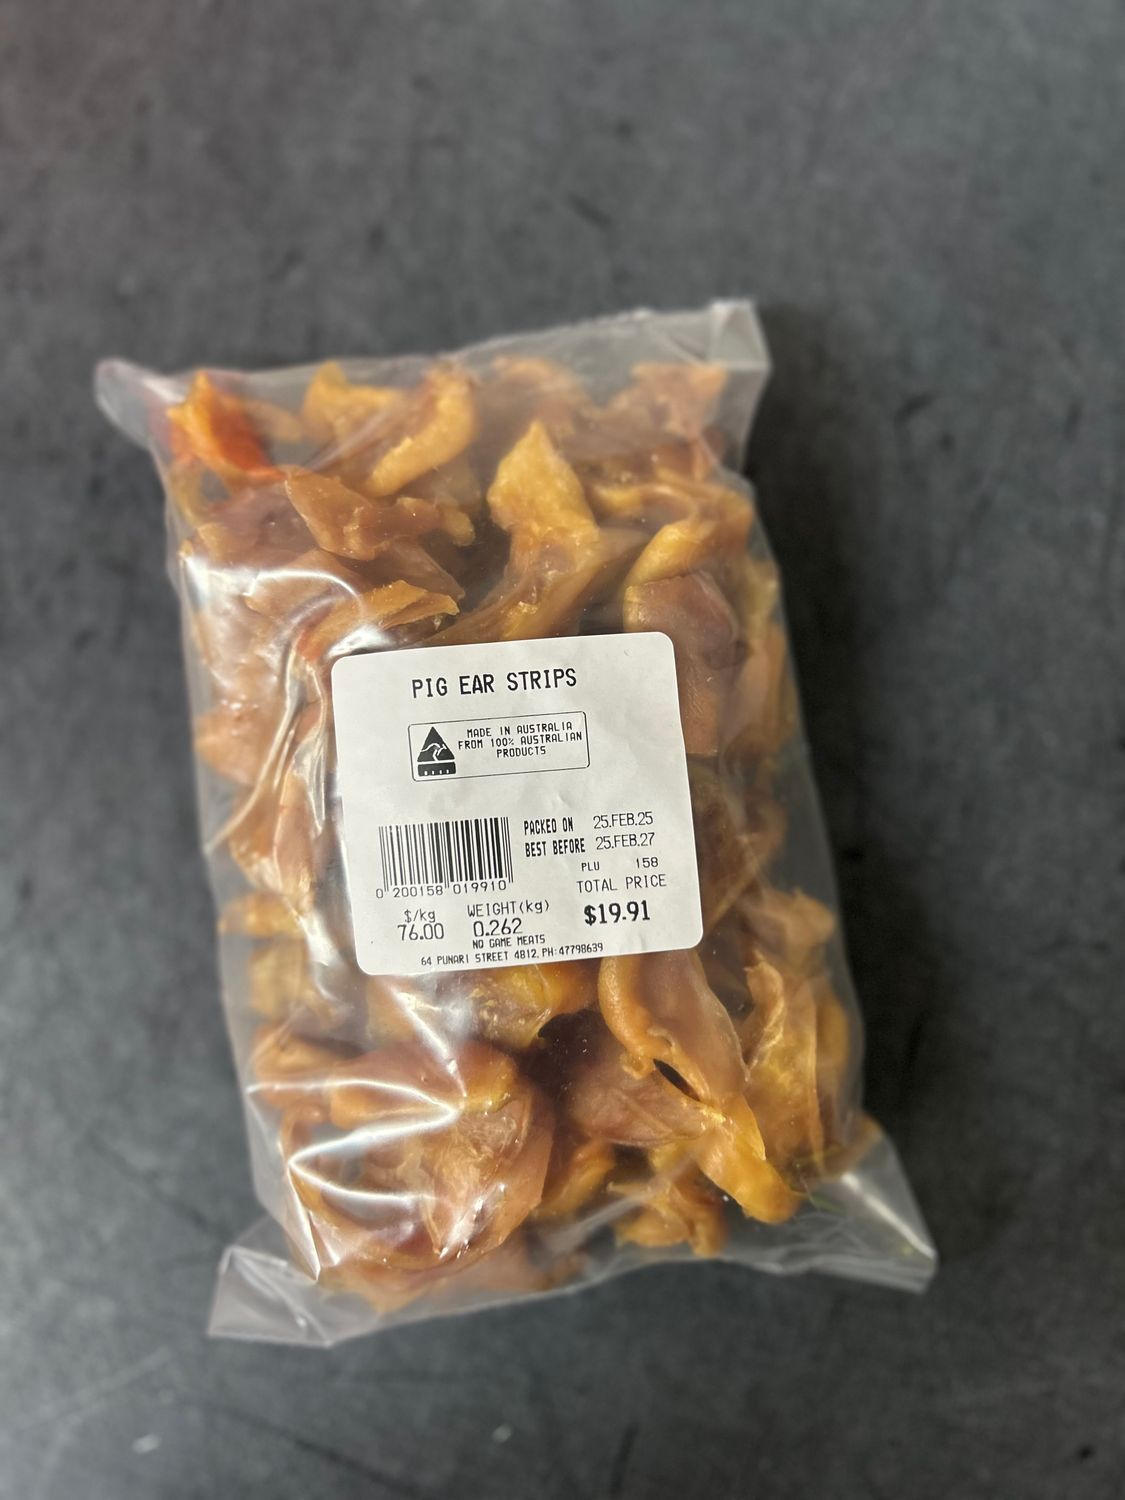 PIG EAR STRIPS
MADE IN AUSTRALIA
FROM 100% AUSTRALIAN
PRODUCTS
PACKED ON 25.FEB.25
BEST BEFORE 25.FEB.27
PLU 158
TOTAL PRICE
$19.91
0 200158 019910
$/kg WEIGHT(kg)
76.00 0.262
NO GAME MEATS
64 PUNARI STREET 4812, PH:47798639